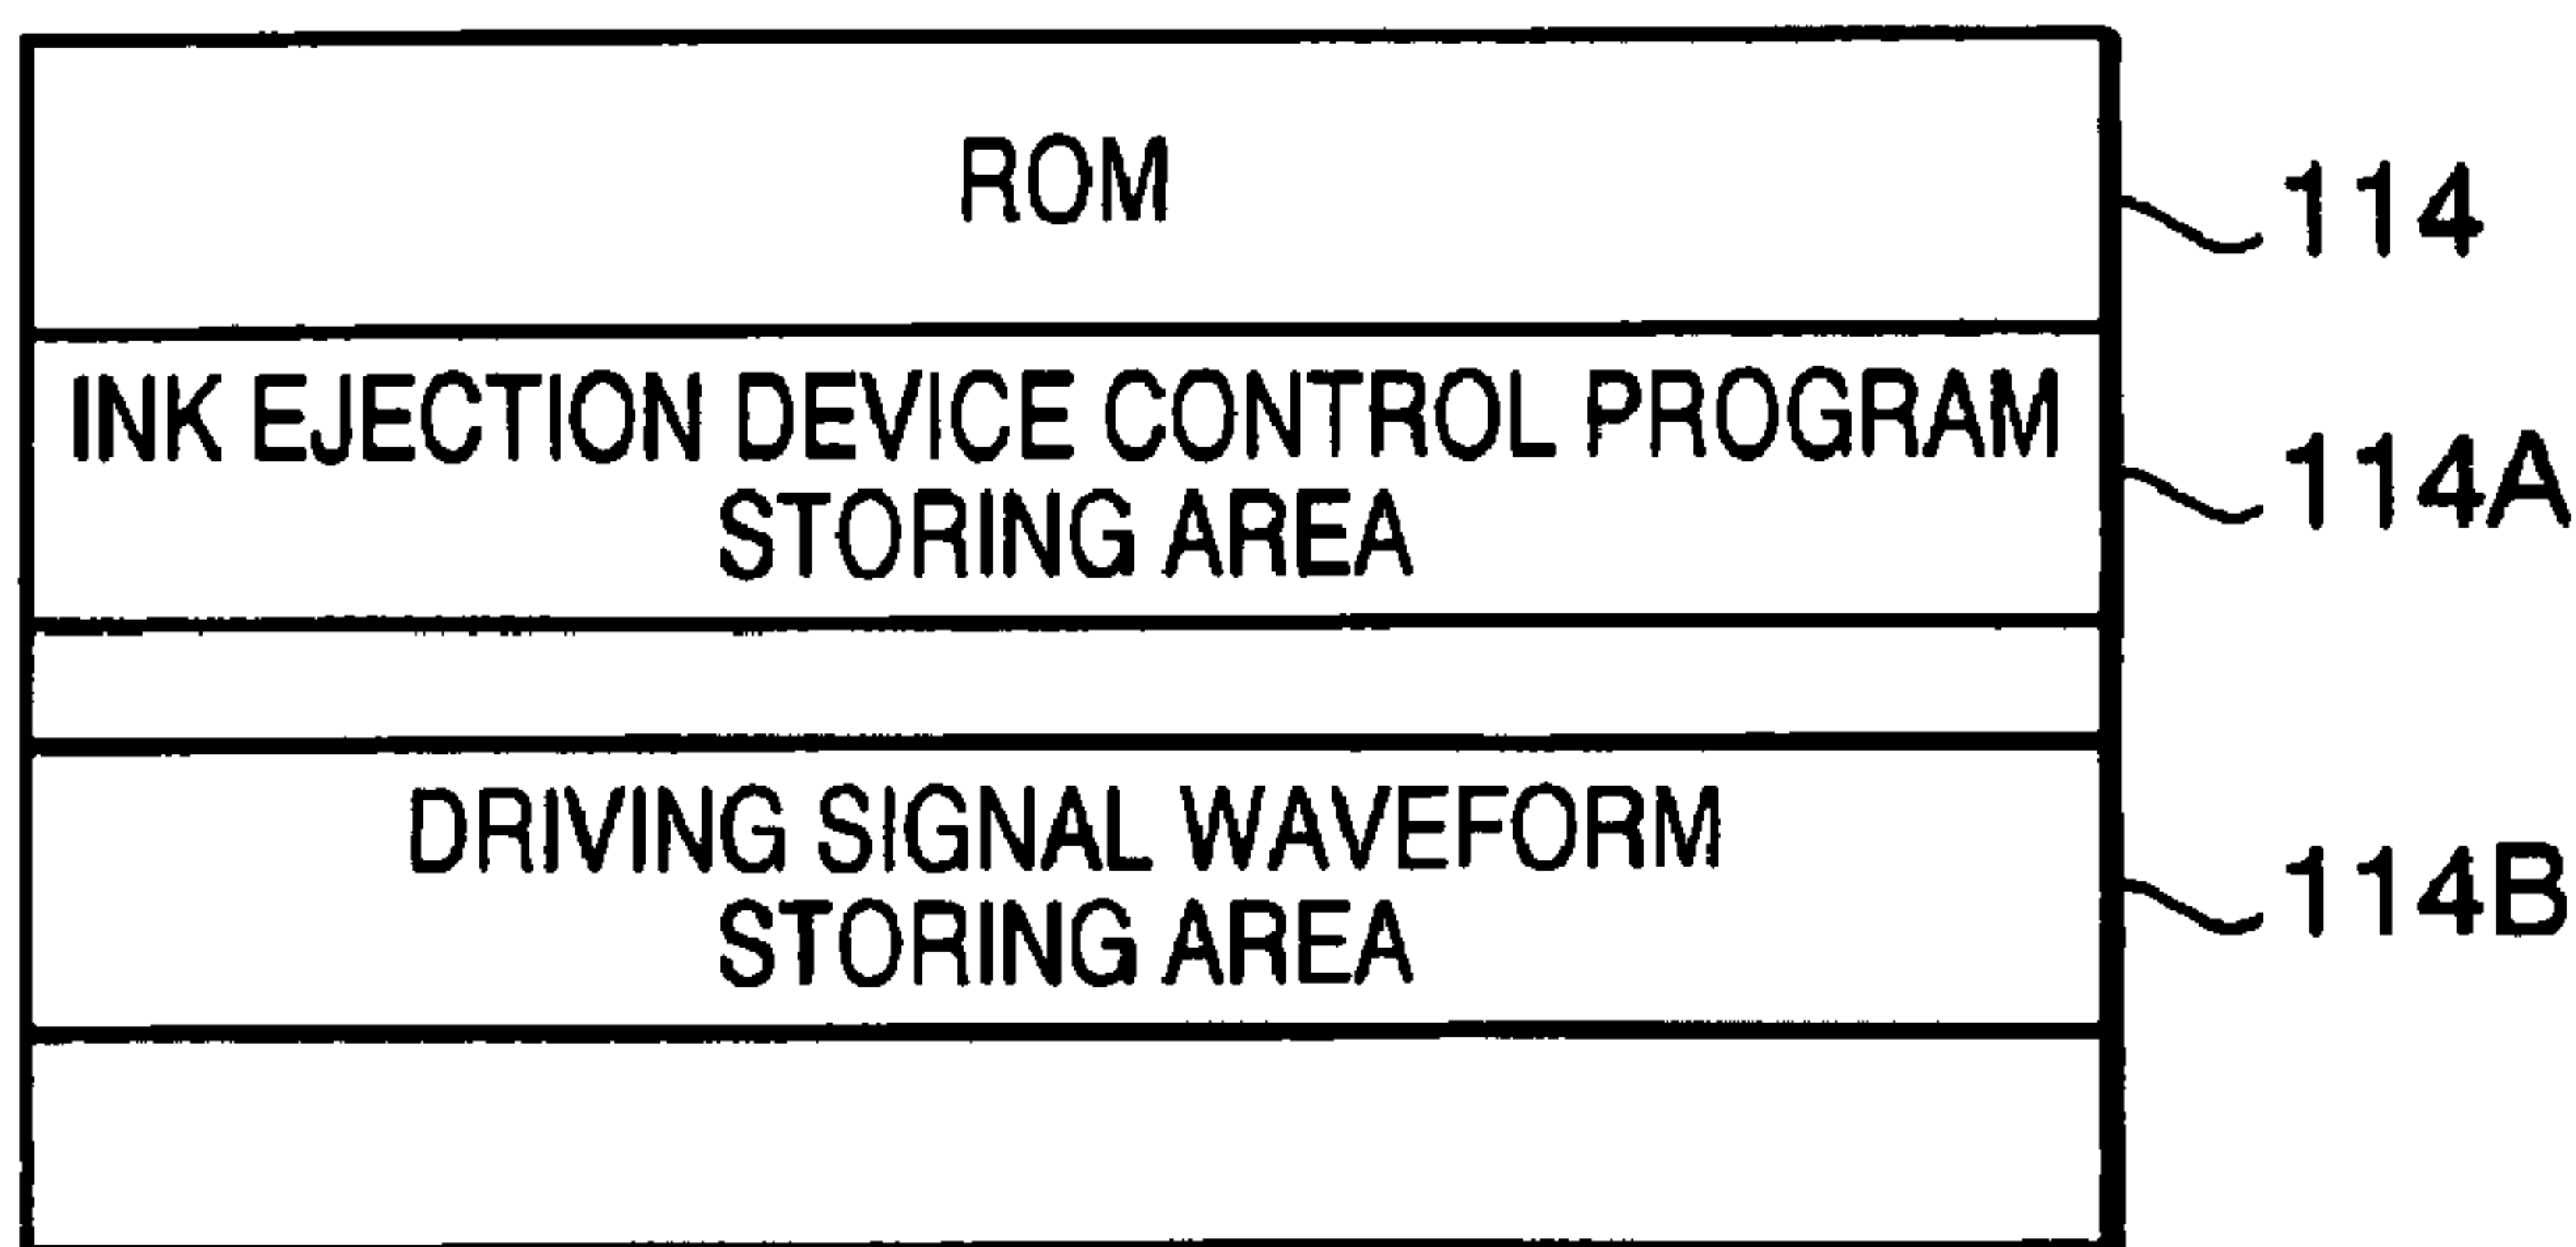 ROM
114
INK EJECTION DEVICE CONTROL PROGRAM
STORING AREA
114A
DRIVING SIGNAL WAVEFORM
STORING AREA
114B